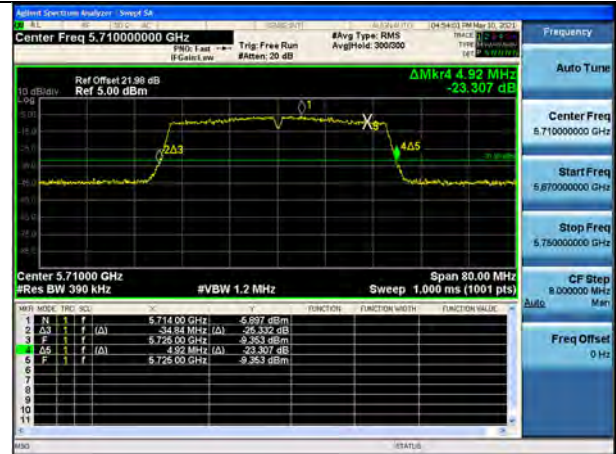 Agilent Spectrum Analyzer - Swept SA
04:54:03 PM Mar 10, 2021
Center Freq 5.710000000 GHz
PNO: Fast
IFGain:Low
Trig: Free Run
#Atten: 20 dB
#Avg Type: RMS
Avg|Hold: 300/300
TRACE
TYPE
DET
Ref Offset 21.98 dB
10 dB/div Ref 5.00 dBm
Log
ΔMkr4 4.92 MHz
-23.307 dB
1
2Δ3
4Δ5
Center 5.71000 GHz
Span 80.00 MHz
#Res BW 390 kHz
#VBW 1.2 MHz
Sweep 1.000 ms (1001 pts)
MKR MODE TRC SCL X Y FUNCTION FUNCTION WIDTH FUNCTION VALUE
1 N 1 f 5.714 00 GHz -5.897 dBm
2 Δ3 1 f (Δ) -34.84 MHz (Δ) -25.332 dB
3 F 1 f 5.725 00 GHz -9.353 dBm
4 Δ5 1 f (Δ) 4.92 MHz (Δ) -23.307 dB
5 F 1 f 5.725 00 GHz -9.353 dBm
6
7
8
9
10
11
MSG
STATUS
Frequency
Auto Tune
Center Freq
5.710000000 GHz
Start Freq
5.670000000 GHz
Stop Freq
5.750000000 GHz
CF Step
8.000000 MHz
Auto Man
Freq Offset
0 Hz